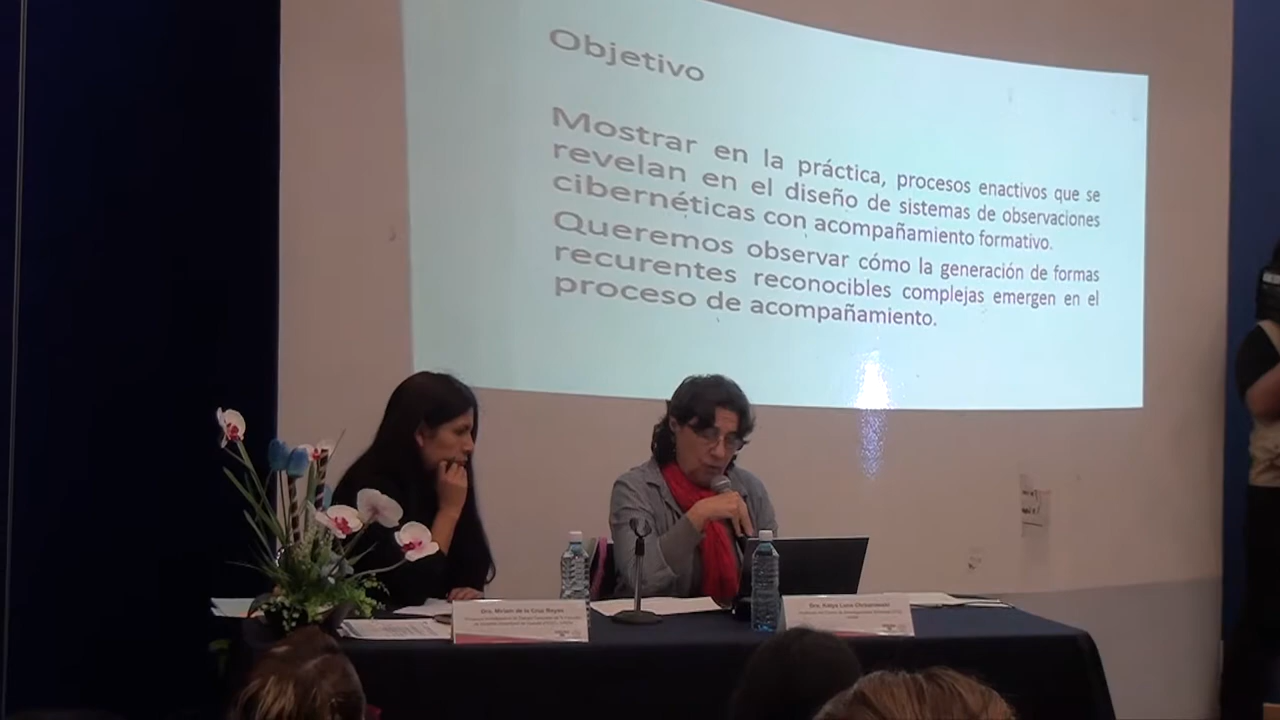 Objetivo
Mostrar en la práctica, procesos enactivos que se
revelan en el diseño de sistemas de observaciones
cibernéticas con acompañamiento formativo.
Queremos observar cómo la generación de formas
recurentes reconocibles complejas emergen en el
proceso de acompañamiento.
Dra. Miriam de la Cruz Reyes
Dra. Katya Luna Chrzanowski